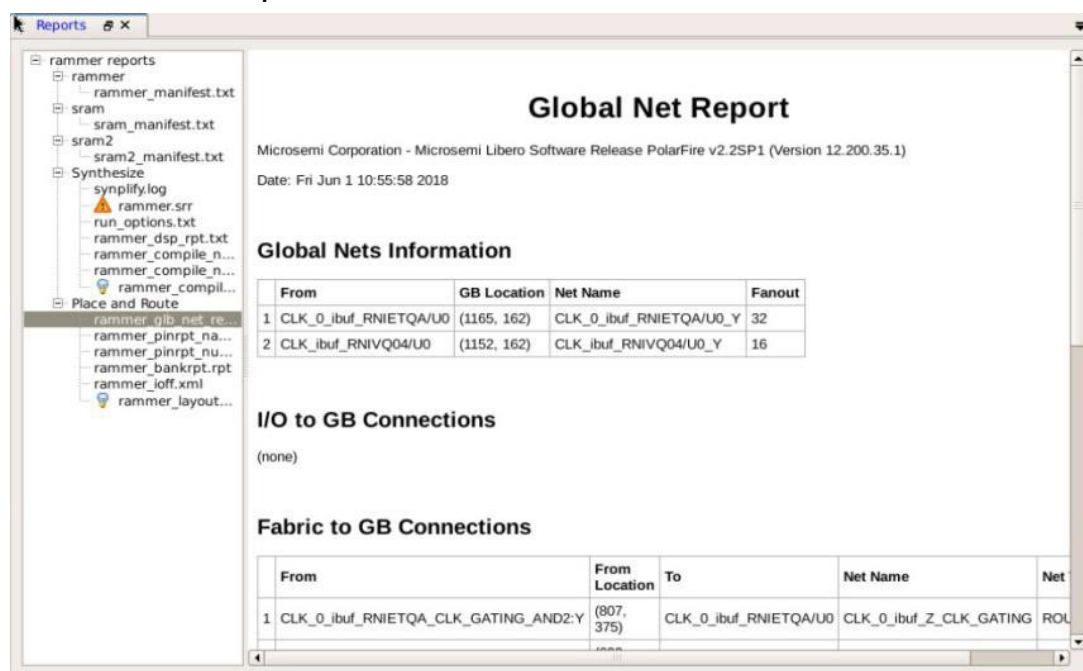 Reports
rammer reports
rammer
rammer_manifest.txt
sram
sram_manifest.txt
sram2
sram2_manifest.txt
Synthesize
synplify.log
rammer.srr
run_options.txt
rammer_dsp_rpt.txt
rammer_compile_n...
rammer_compile_n...
rammer_compil...
Place and Route
rammer_glb_net_re...
rammer_pinrpt_na...
rammer_pinrpt_nu...
rammer_bankrpt.rpt
rammer_ioff.xml
rammer_layout...
Global Net Report
Microsemi Corporation - Microsemi Libero Software Release PolarFire v2.2SP1 (Version 12.200.35.1)
Date: Fri Jun 1 10:55:58 2018
Global Nets Information
From GB Location Net Name Fanout
1 CLK_0_ibuf_RNIETQA/U0 (1165, 162) CLK_0_ibuf_RNIETQA/U0_Y 32
2 CLK_ibuf_RNIVQ04/U0 (1152, 162) CLK_ibuf_RNIVQ04/U0_Y 16
I/O to GB Connections
(none)
Fabric to GB Connections
From From Location To Net Name Net
1 CLK_0_ibuf_RNIETQA_CLK_GATING_AND2:Y (807, 375) CLK_0_ibuf_RNIETQA/U0 CLK_0_ibuf_Z_CLK_GATING ROU